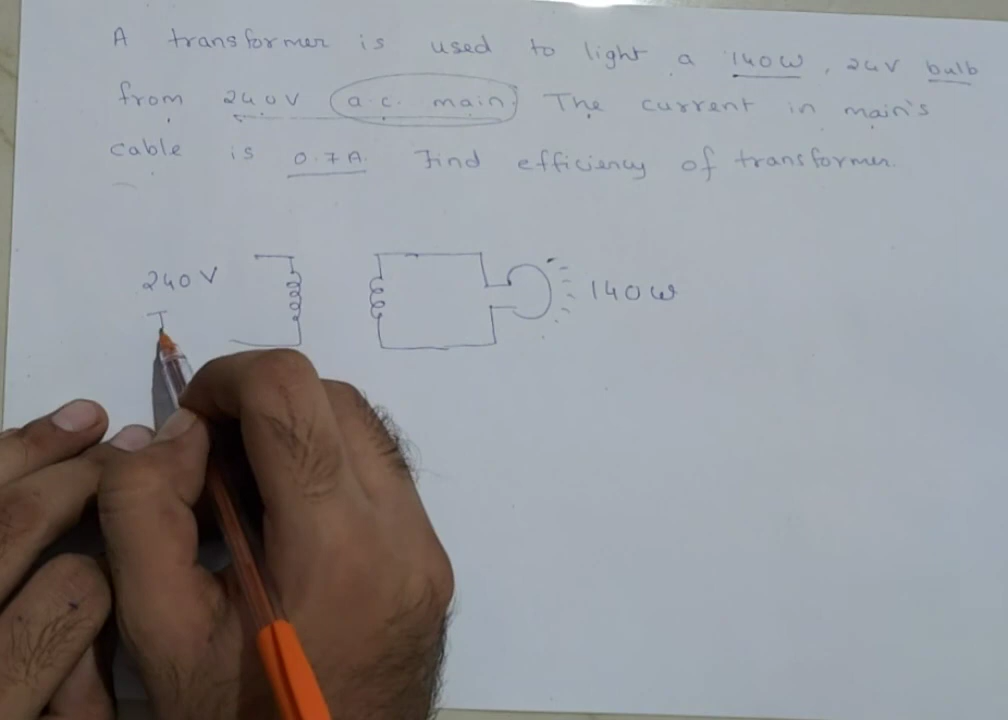 A transformer is used to light a 140W, 24V bulb
from 240V a.c. main The current in main's
cable is 0.7A. Find efficiency of transformer.
240V
140W
I